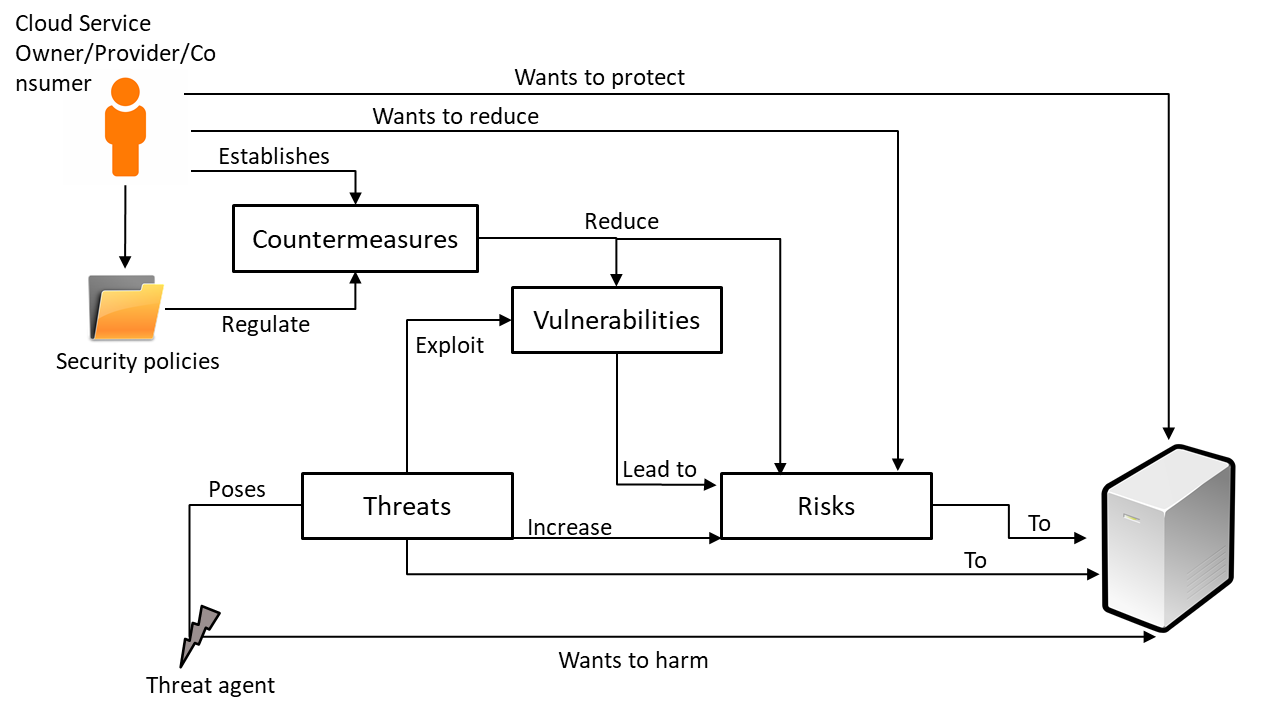 Cloud Service
Owner/Provider/Co
nsumer
Wants to protect
Wants to reduce
Establishes
Reduce
Countermeasures
Vulnerabilities
Regulate
Exploit
Security policies
Lead to
Poses
Threats
Risks
Increase
To
To
Wants to harm
Threat agent